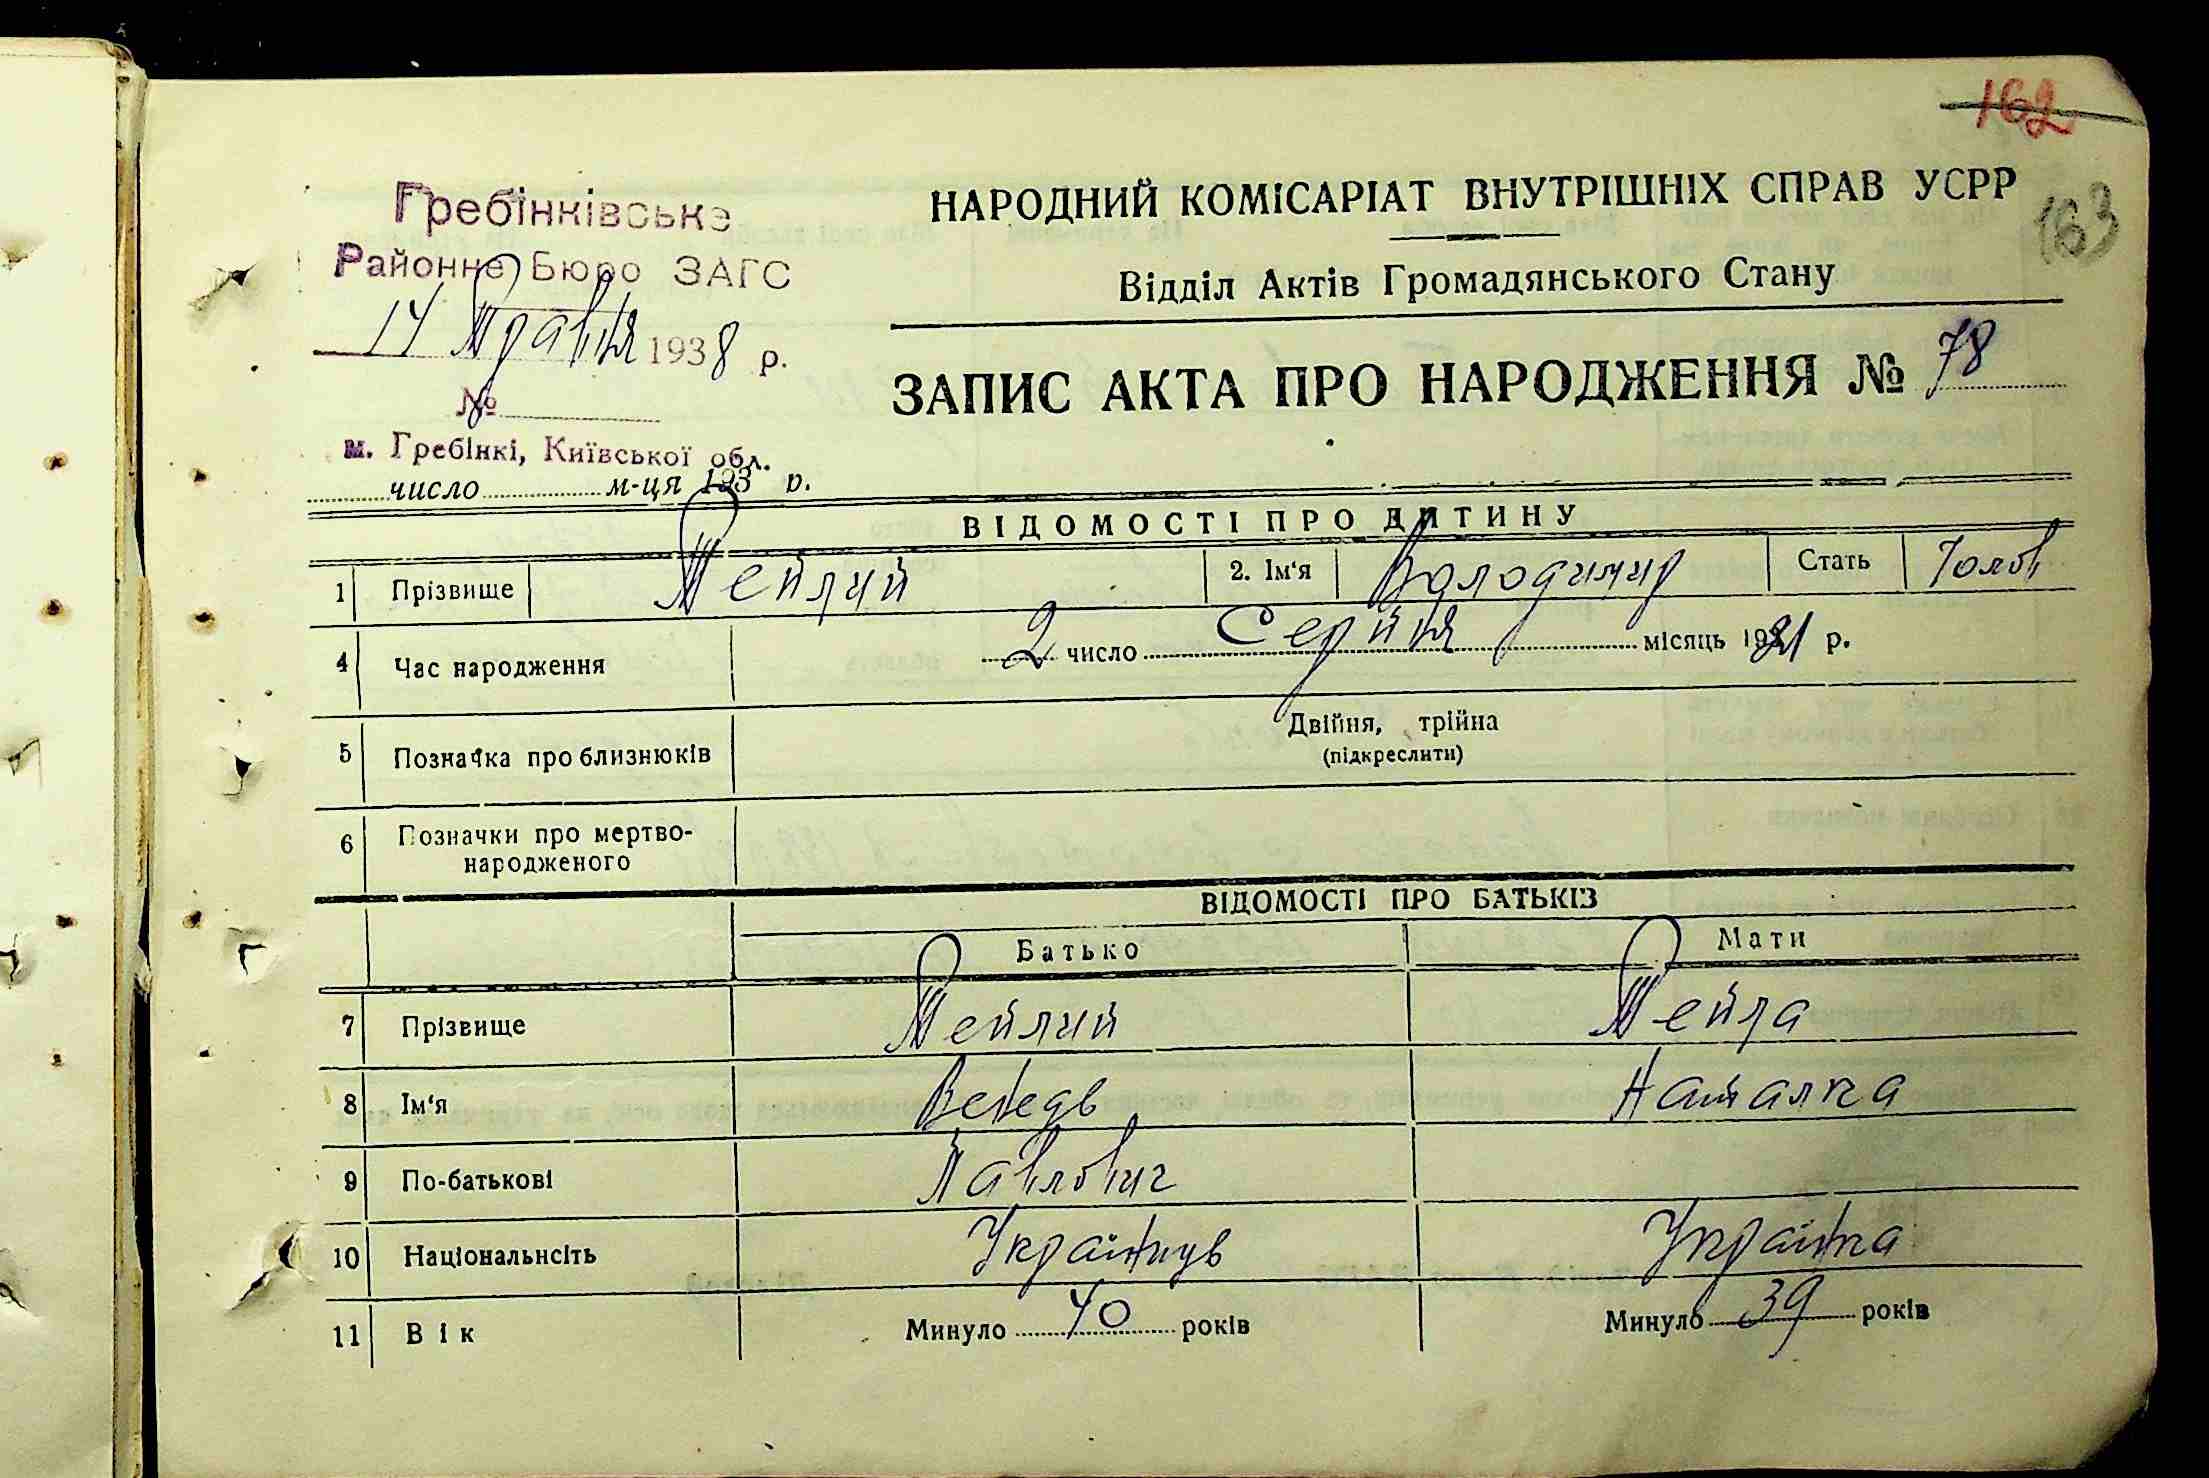 162
163
НАРОДНИЙ КОМІСАРІАТ ВНУТРІШНІХ СПРАВ УСРР
Відділ Актів Громадянського Стану
Гребінківське
Районне Бюро ЗАГС
14 Травня 1938 р.
№
м. Гребінкі, Київської обл.
число м-ця 193 р.
ЗАПИС АКТА ПРО НАРОДЖЕННЯ № 78
ВІДОМОСТІ ПРО ДИТИНУ
1 Прізвище 2. Ім'я Володимир Стать Чолов
4 Час народження 2 число Серпня місяць 1921 р.
5 Позначка про близнюків Двійня, трійна
(підкреслити)
6 Позначки про мертво-
народженого
ВІДОМОСТІ ПРО БАТЬКІВ
Батько Мати
7 Прізвище
8 Ім'я Наталка
9 По-батькові Павлович
10 Національнсіть Українць Українка
11 Вік Минуло 40 років Минуло 39 років